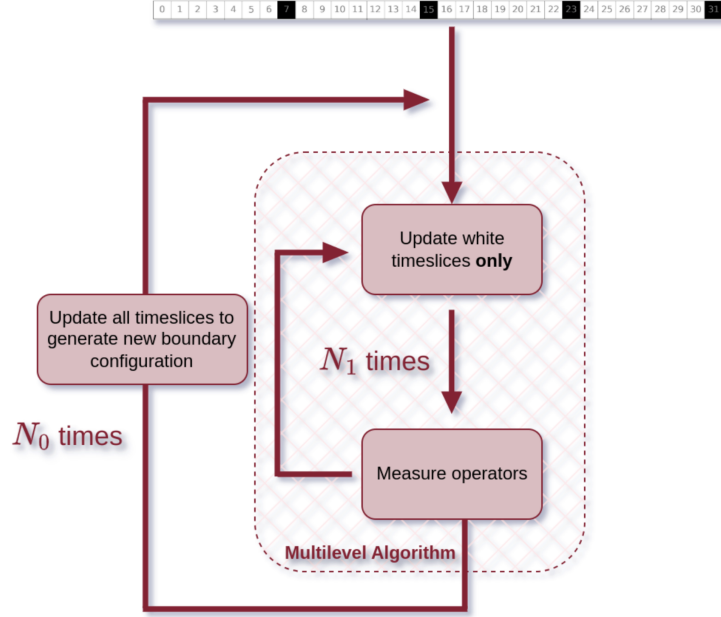 0 1 2 3 4 5 6 7 8 9 10 11 12 13 14 15 16 17 18 19 20 21 22 23 24 25 26 27 28 29 30 31
Update white
timeslices only
Update all timeslices to
generate new boundary
configuration
N₁ times
N₀ times
Measure operators
Multilevel Algorithm